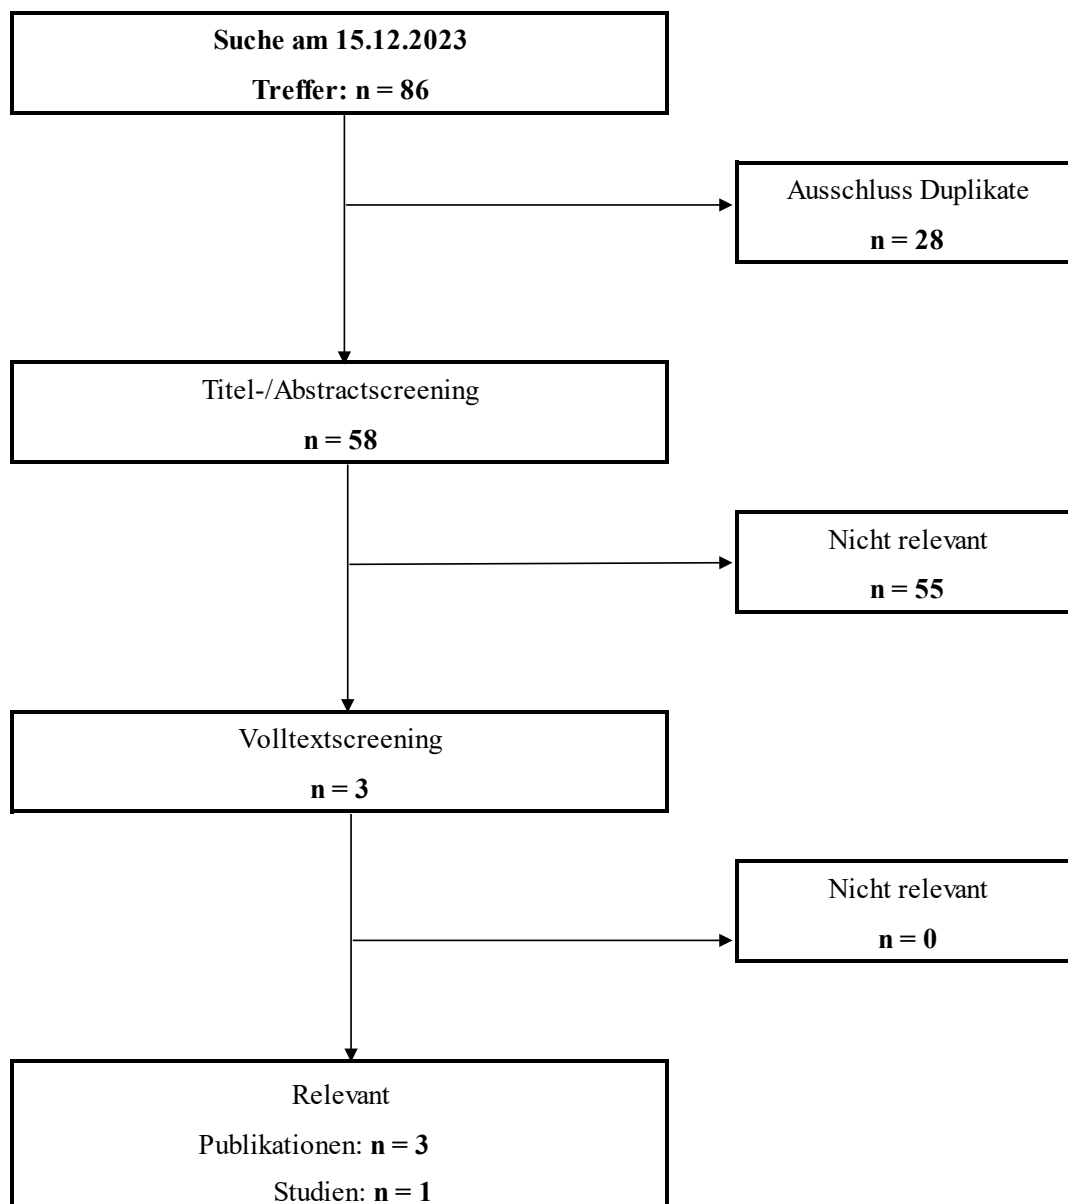 Suche am 15.12.2023
Treffer: n = 86
Ausschluss Duplikate
n = 28
Titel-/Abstractscreening
n = 58
Nicht relevant
n = 55
Volltextscreening
n = 3
Nicht relevant
n = 0
Relevant
Publikationen: n = 3
Studien: n = 1